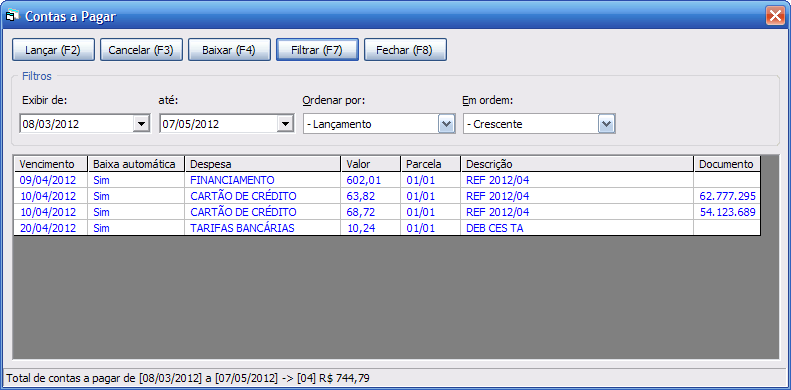 Contas a Pagar
Lançar (F2) Cancelar (F3) Baixar (F4) Filtrar (F7) Fechar (F8)
Filtros
Exibir de: até: Ordenar por: Em ordem:
08/03/2012 07/05/2012 - Lançamento - Crescente
Vencimento Baixa automática Despesa Valor Parcela Descrição Documento
09/04/2012 Sim FINANCIAMENTO 602,01 01/01 REF 2012/04
10/04/2012 Sim CARTÃO DE CRÉDITO 63,82 01/01 REF 2012/04 62.777.295
10/04/2012 Sim CARTÃO DE CRÉDITO 68,72 01/01 REF 2012/04 54.123.689
20/04/2012 Sim TARIFAS BANCÁRIAS 10,24 01/01 DEB CES TA
Total de contas a pagar de [08/03/2012] a [07/05/2012] -> [04] R$ 744,79